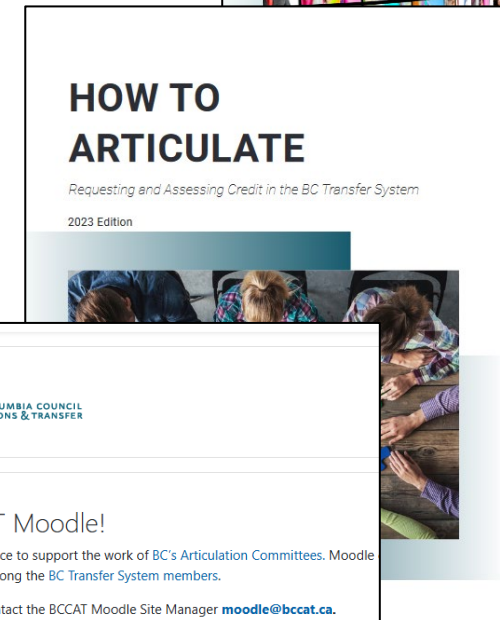 HOW TO
ARTICULATE
Requesting and Assessing Credit in the BC Transfer System
2023 Edition
UMBIA COUNCIL
ONS & TRANSFER
T Moodle!
ce to support the work of BC's Articulation Committees. Moodle
ong the BC Transfer System members.
ntact the BCCAT Moodle Site Manager moodle@bccat.ca.